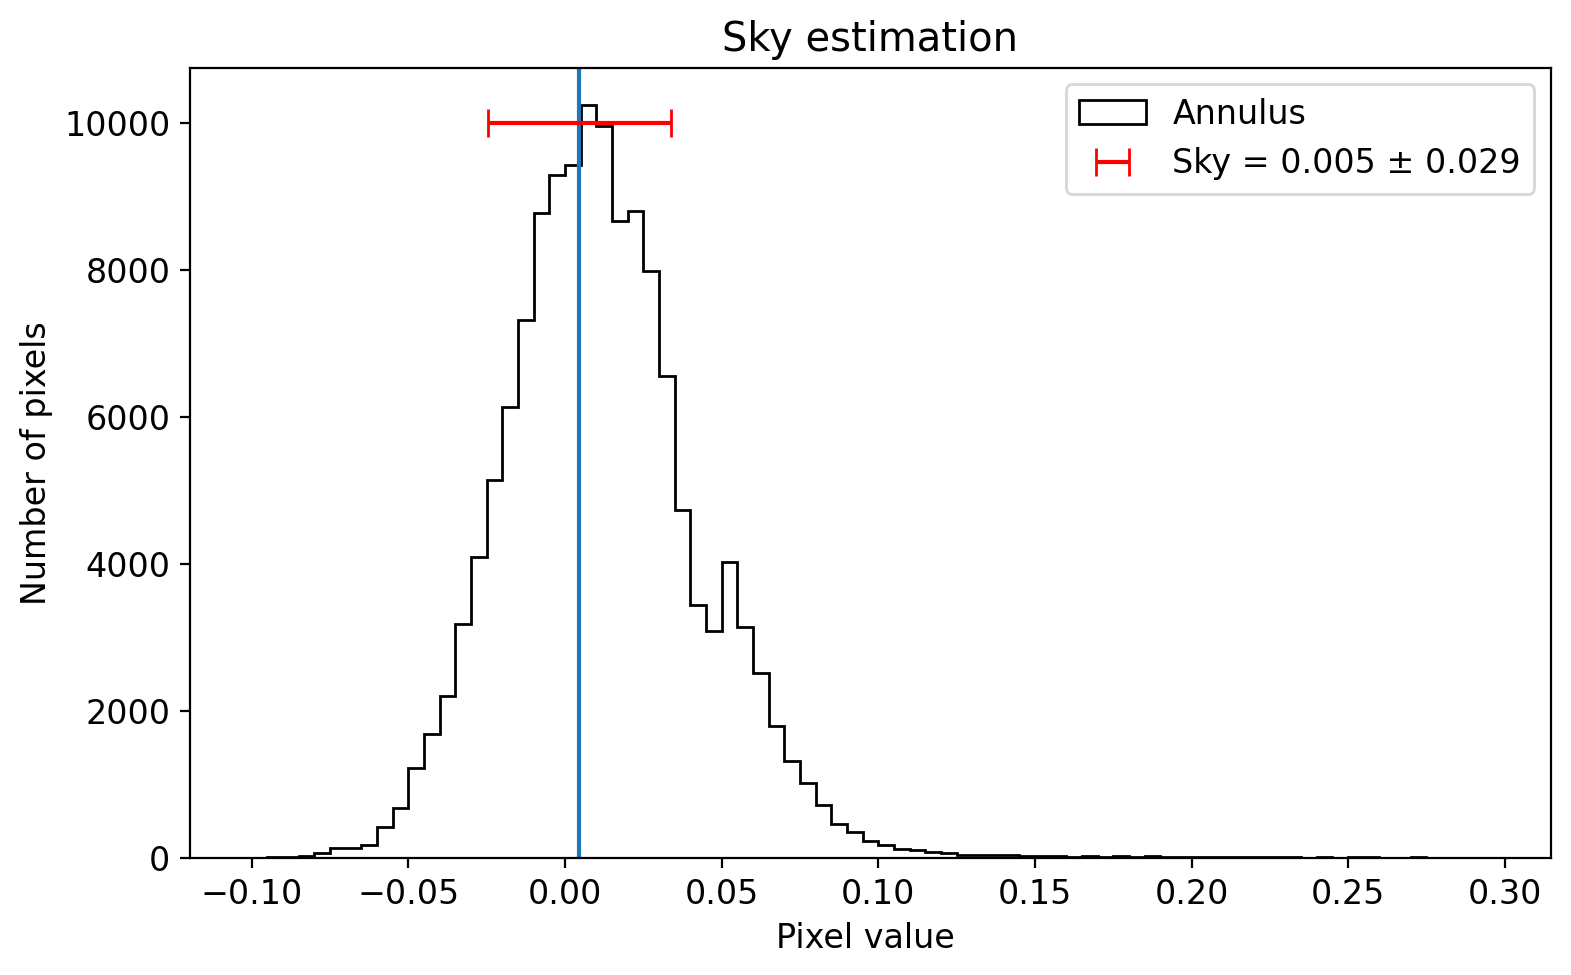 Sky estimation
Annulus
Sky = 0.005 ± 0.029
Number of pixels
10000
8000
6000
4000
2000
0
−0.10 −0.05 0.00 0.05 0.10 0.15 0.20 0.25 0.30
Pixel value